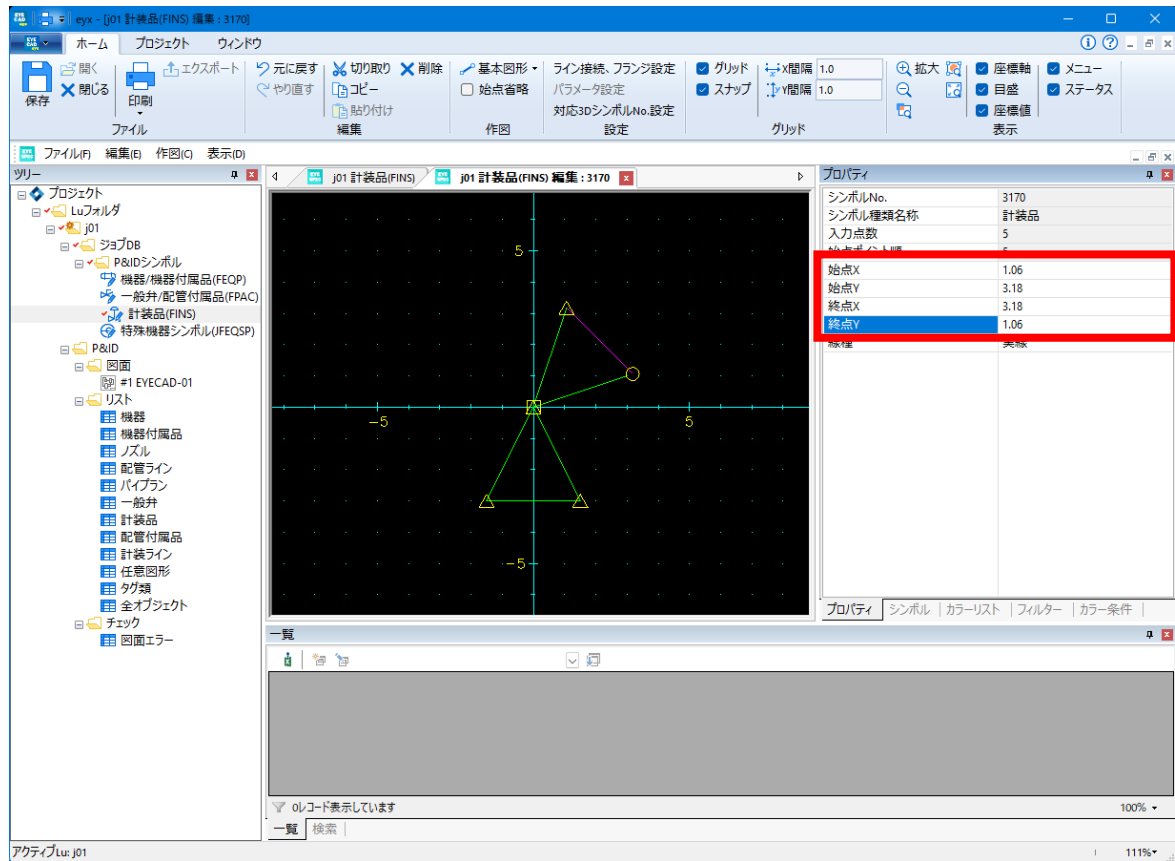 eyx - [j01 計装品(FINS) 編集 : 3170]
ホーム プロジェクト ウィンドウ
保存
開く
閉じる
印刷
エクスポート
ファイル
元に戻す
やり直す
切り取り
削除
コピー
貼り付け
編集
基本図形
始点省略
作図
ライン接続、フランジ設定
パラメータ設定
対応3DシンボルNo.設定
設定
グリッド
スナップ
X間隔 1.0
Y間隔 1.0
グリッド
拡大
座標軸
目盛
座標値
メニュー
ステータス
表示
ファイル(F) 編集(E) 作図(C) 表示(D)
ツリー
プロジェクト
Luフォルダ
j01
ジョブDB
P&IDシンボル
機器/機器付属品(FEQP)
一般弁/配管付属品(FPAC)
計装品(FINS)
特殊機器シンボル(JFEQSP)
P&ID
図面
#1 EYECAD-01
リスト
機器
機器付属品
ノズル
配管ライン
パイプラン
一般弁
計装品
配管付属品
計装ライン
任意図形
タグ類
全オブジェクト
チェック
図面エラー
j01 計装品(FINS)
j01 計装品(FINS) 編集 : 3170
5
-5
5
-5
プロパティ
シンボルNo. 3170
シンボル種類名称 計装品
入力点数 5
始点X 1.06
始点Y 3.18
終点X 3.18
終点Y 1.06
線種 実線
プロパティ シンボル カラーリスト フィルター カラー条件
一覧
0レコード表示しています
100%
一覧 検索
アクティブLu: j01
111%